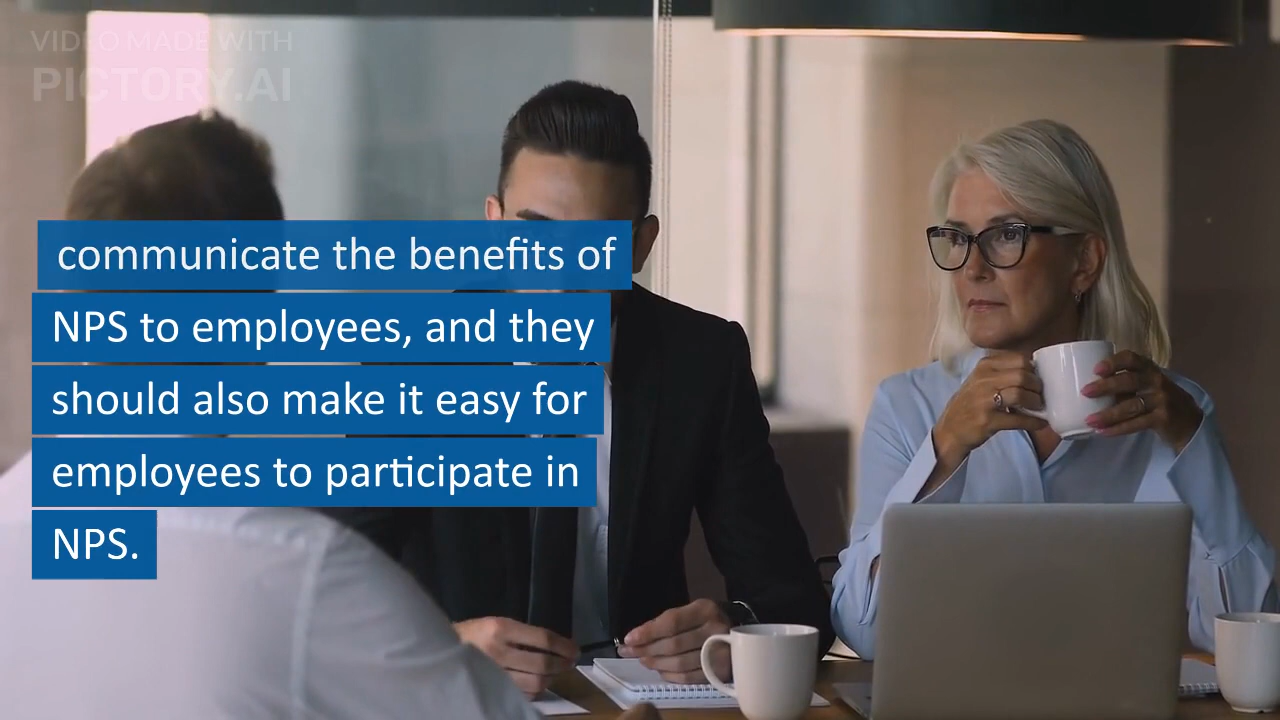 VIDEO MADE WITH
PICTORY.AI
communicate the benefits of
NPS to employees, and they
should also make it easy for
employees to participate in
NPS.